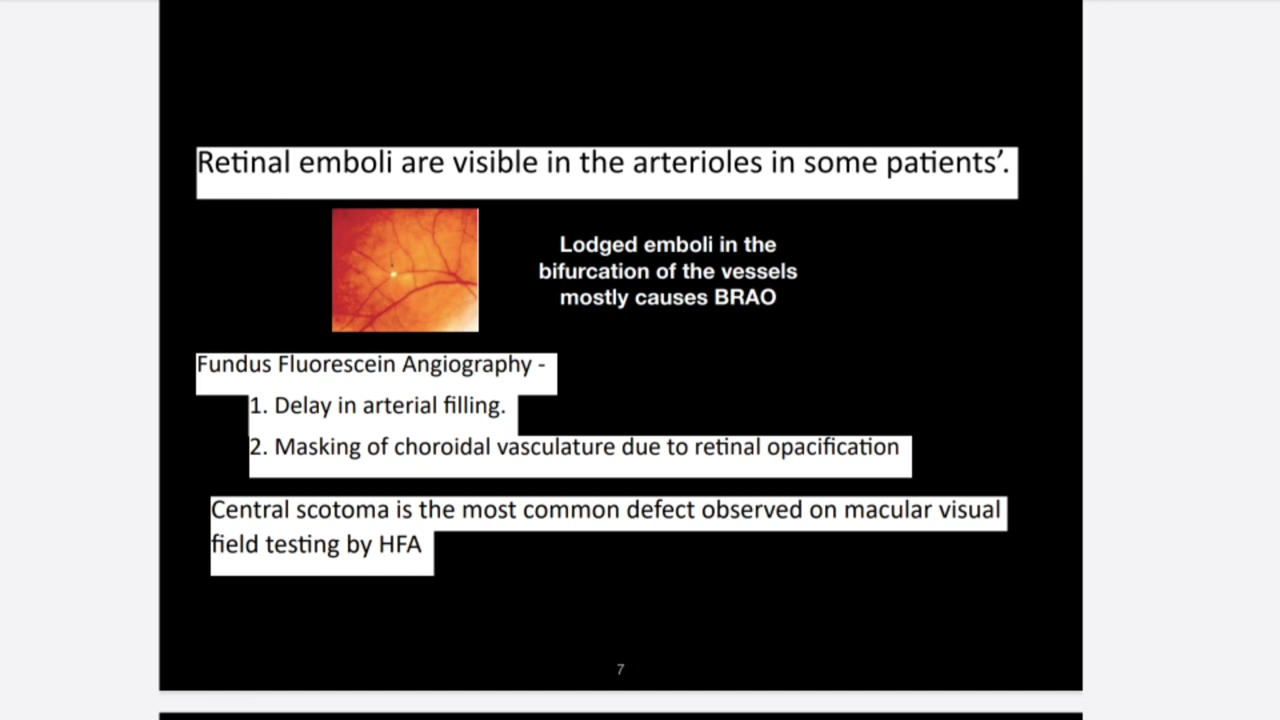 Retinal emboli are visible in the arterioles in some patients’.
Lodged emboli in the
bifurcation of the vessels
mostly causes BRAO
Fundus Fluorescein Angiography -
1. Delay in arterial filling.
2. Masking of choroidal vasculature due to retinal opacification
Central scotoma is the most common defect observed on macular visual
field testing by HFA
7